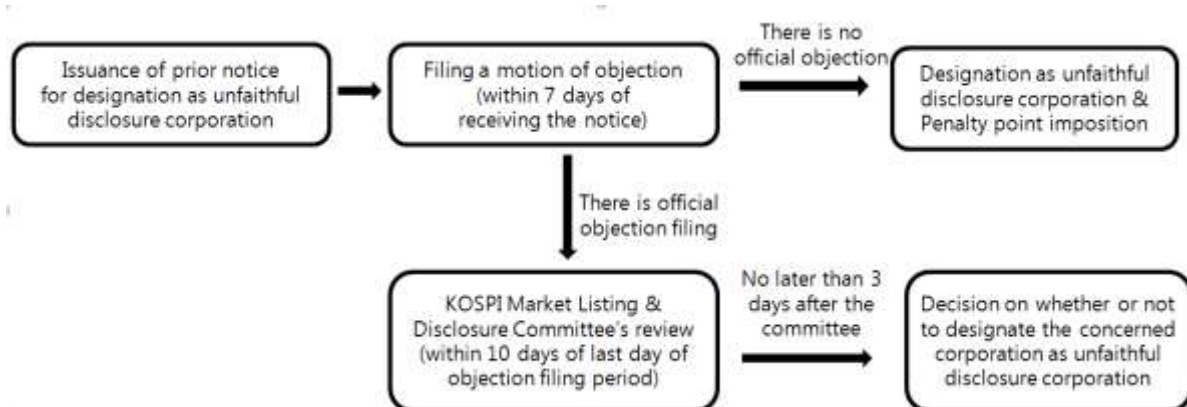 Issuance of prior notice
for designation as unfaithful
disclosure corporation
Filing a motion of objection
(within 7 days of
receiving the notice)
There is no
official objection
Designation as unfaithful
disclosure corporation &
Penalty point imposition
There is official
objection filing
KOSPI Market Listing &
Disclosure Committee's review
(within 10 days of last day of
objection filing period)
No later than 3
days after the
committee
Decision on whether or not
to designate the concerned
corporation as unfaithful
disclosure corporation